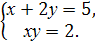 x + 2y = 5,
xy = 2.